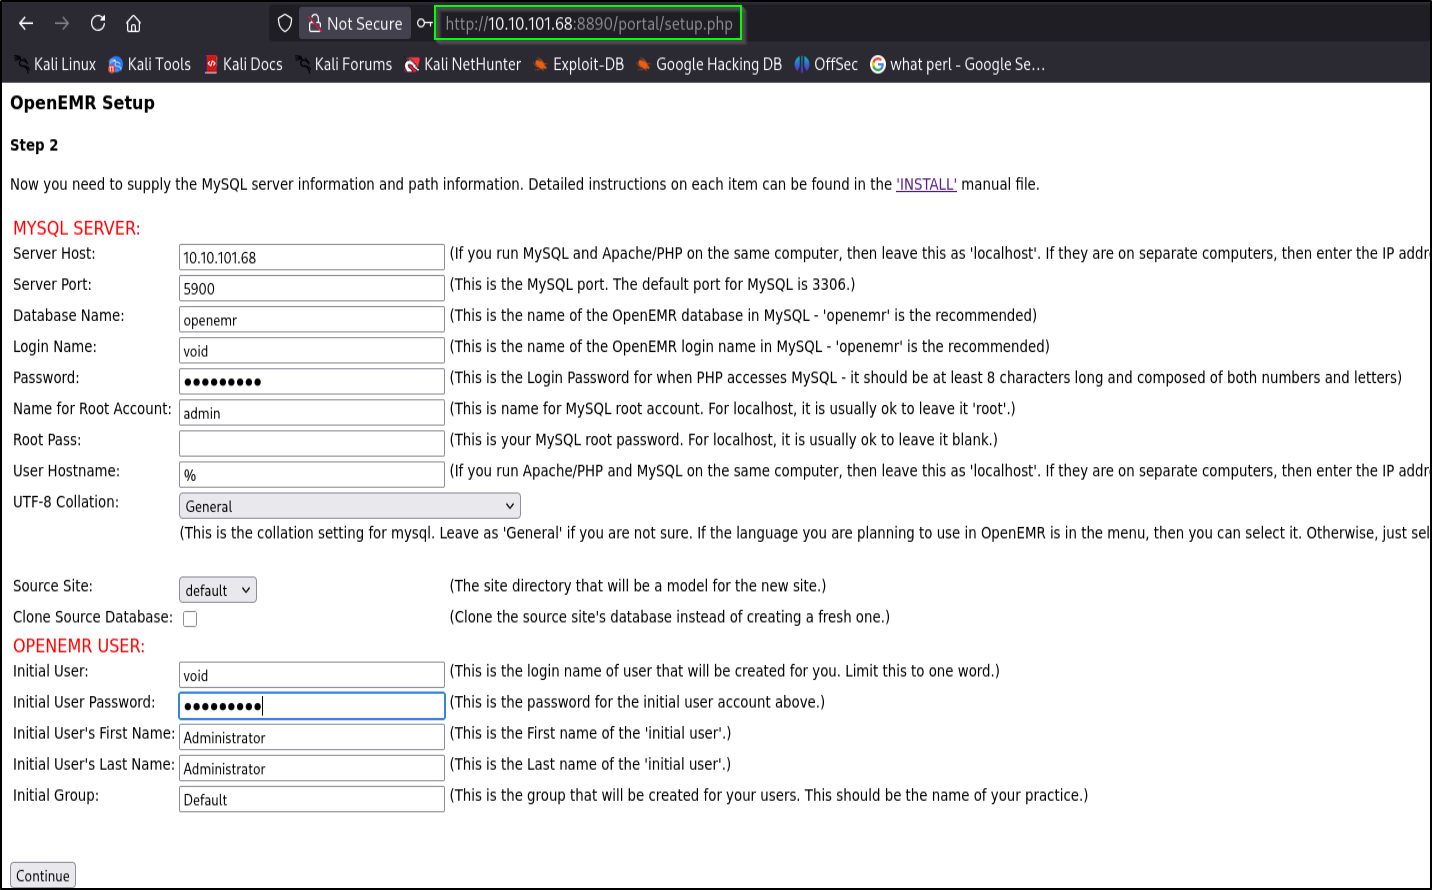 Not Secure http://10.10.101.68:8890/portal/setup.php
Kali Linux Kali Tools Kali Docs Kali Forums Kali NetHunter Exploit-DB Google Hacking DB OffSec what perl - Google Se…
OpenEMR Setup
Step 2
Now you need to supply the MySQL server information and path information. Detailed instructions on each item can be found in the 'INSTALL' manual file.
MYSQL SERVER:
Server Host: 10.10.101.68 (If you run MySQL and Apache/PHP on the same computer, then leave this as 'localhost'. If they are on separate computers, then enter the IP addr
Server Port: 5900 (This is the MySQL port. The default port for MySQL is 3306.)
Database Name: openemr (This is the name of the OpenEMR database in MySQL - 'openemr' is the recommended)
Login Name: void (This is the name of the OpenEMR login name in MySQL - 'openemr' is the recommended)
Password: ●●●●●●●●● (This is the Login Password for when PHP accesses MySQL - it should be at least 8 characters long and composed of both numbers and letters)
Name for Root Account: admin (This is name for MySQL root account. For localhost, it is usually ok to leave it 'root'.)
Root Pass: (This is your MySQL root password. For localhost, it is usually ok to leave it blank.)
User Hostname: % (If you run Apache/PHP and MySQL on the same computer, then leave this as 'localhost'. If they are on separate computers, then enter the IP addr
UTF-8 Collation: General
(This is the collation setting for mysql. Leave as 'General' if you are not sure. If the language you are planning to use in OpenEMR is in the menu, then you can select it. Otherwise, just sel
Source Site: default (The site directory that will be a model for the new site.)
Clone Source Database: (Clone the source site's database instead of creating a fresh one.)
OPENEMR USER:
Initial User: void (This is the login name of user that will be created for you. Limit this to one word.)
Initial User Password: ●●●●●●●●● (This is the password for the initial user account above.)
Initial User's First Name: Administrator (This is the First name of the 'initial user'.)
Initial User's Last Name: Administrator (This is the Last name of the 'initial user'.)
Initial Group: Default (This is the group that will be created for your users. This should be the name of your practice.)
Continue